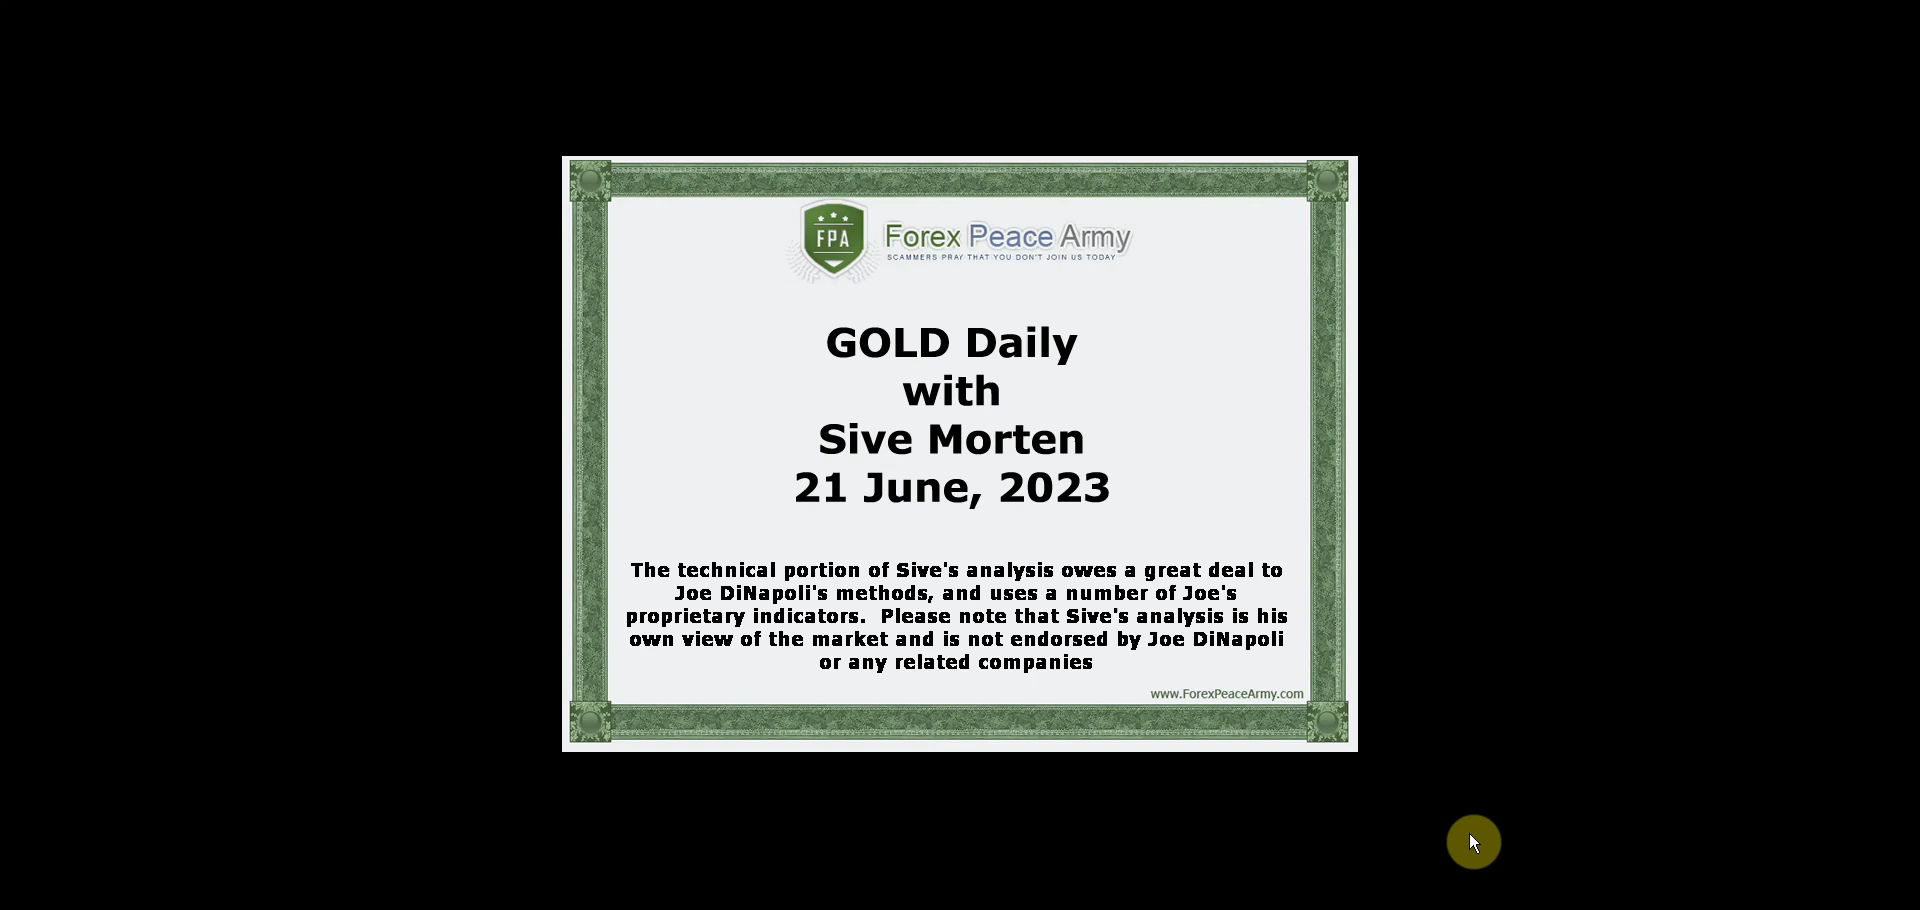 FPA
Forex Peace Army
SCAMMERS PRAY THAT YOU DON'T JOIN US TODAY
GOLD Daily
with
Sive Morten
21 June, 2023
The technical portion of Sive's analysis owes a great deal to
Joe DiNapoli's methods, and uses a number of Joe's
proprietary indicators.  Please note that Sive's analysis is his
own view of the market and is not endorsed by Joe DiNapoli
or any related companies
www.ForexPeaceArmy.com